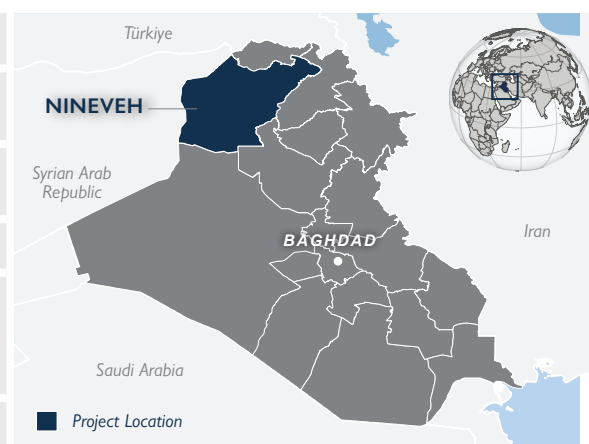 Türkiye
NINEVEH
Syrian Arab
Republic
BAGHDAD
Iran
Saudi Arabia
Project Location